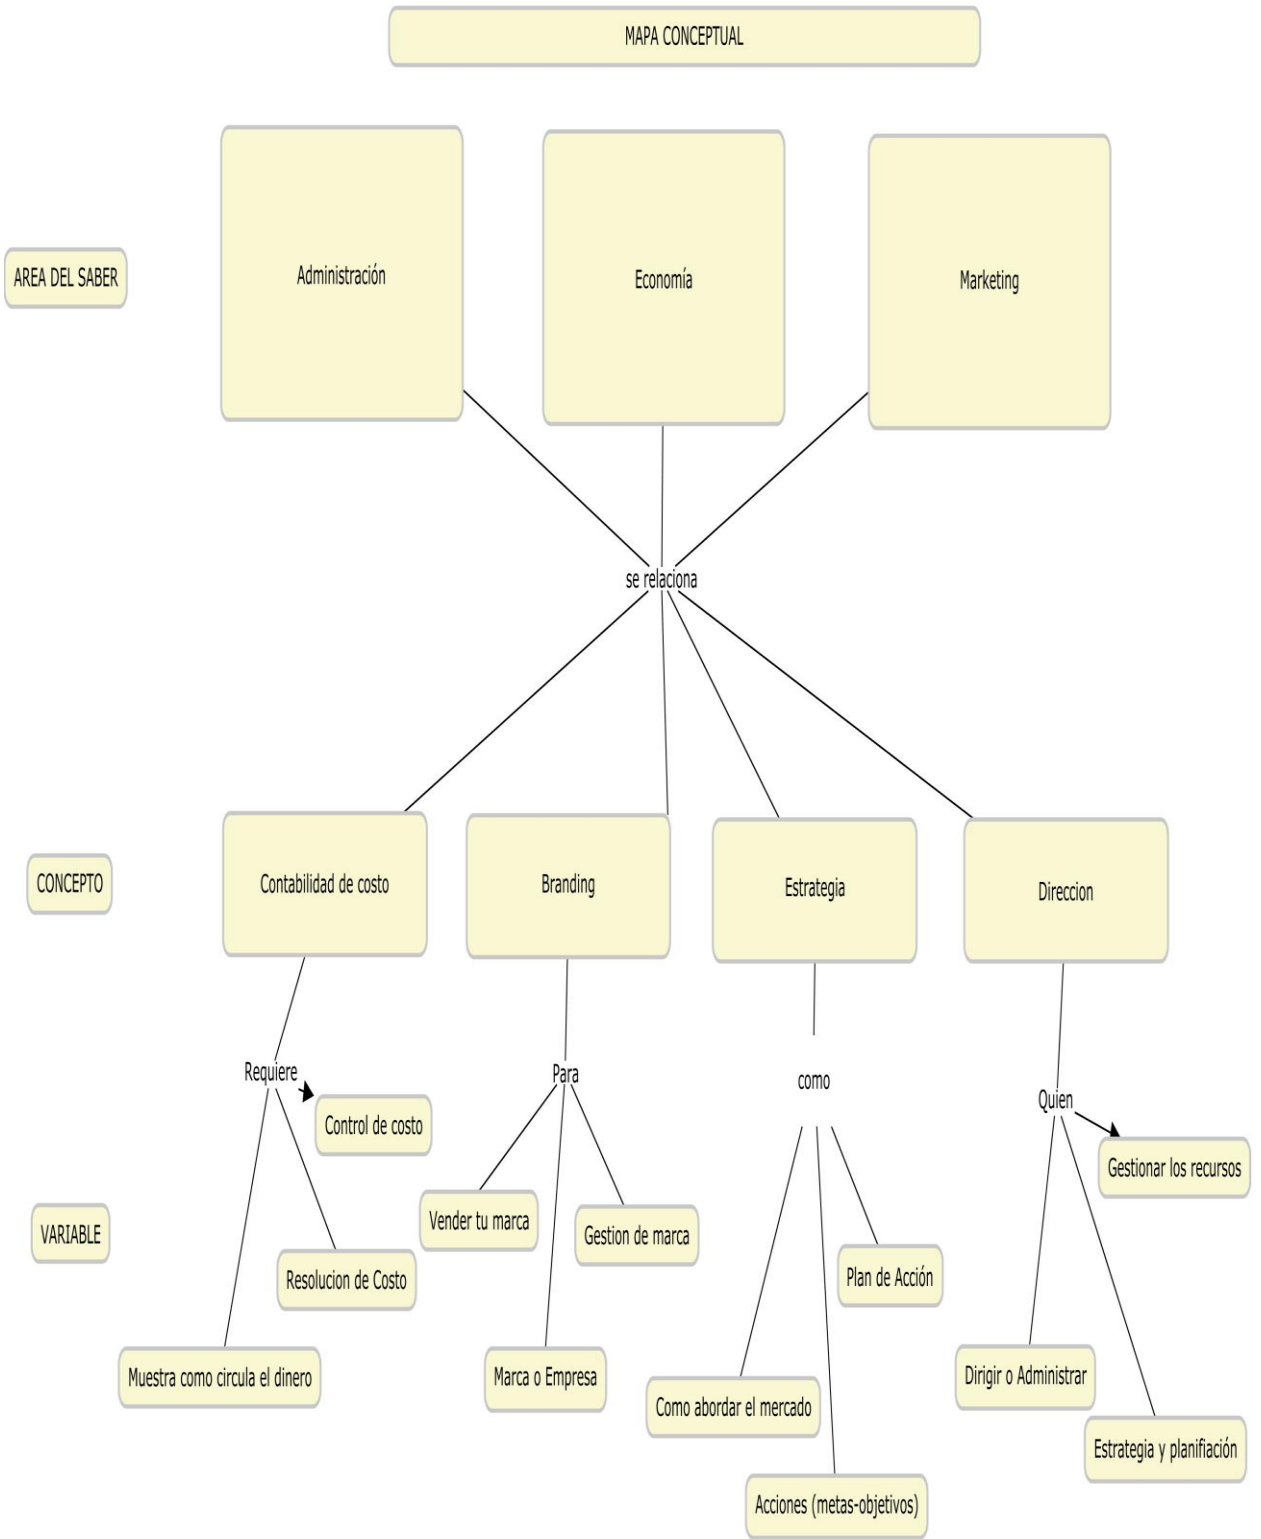 MAPA CONCEPTUAL
AREA DEL SABER
Administración
Economía
Marketing
se relaciona
CONCEPTO
Contabilidad de costo
Branding
Estrategia
Direccion
Requiere
Para
como
Quien
VARIABLE
Control de costo
Resolucion de Costo
Muestra como circula el dinero
Vender tu marca
Gestion de marca
Marca o Empresa
Plan de Acción
Como abordar el mercado
Acciones (metas-objetivos)
Gestionar los recursos
Dirigir o Administrar
Estrategia y planifiación